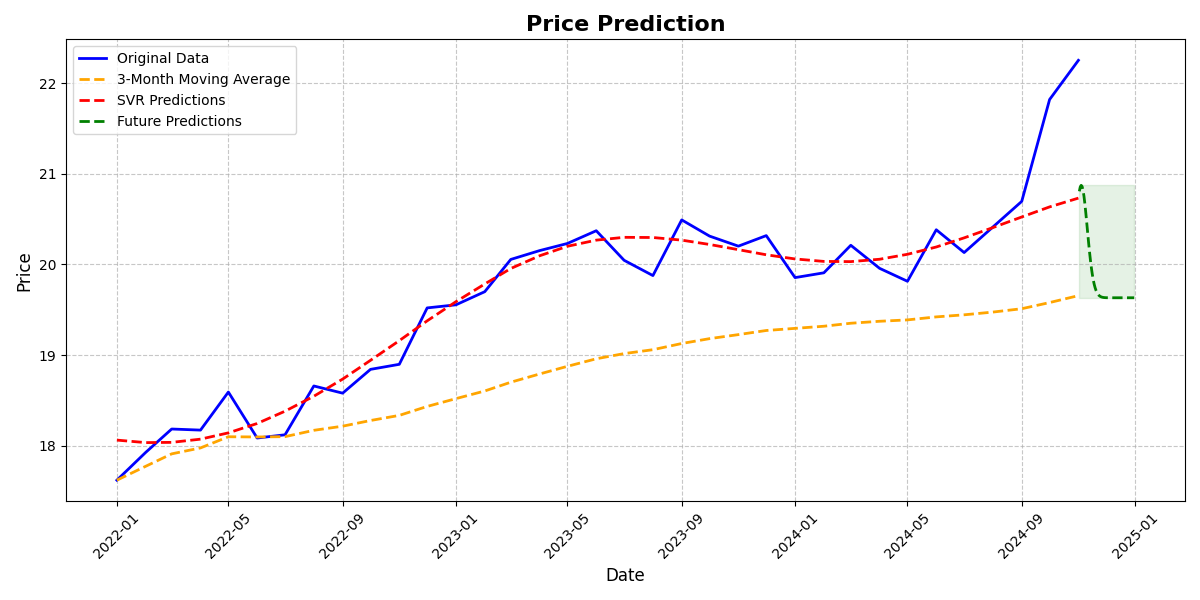 Price Prediction
Original Data
3-Month Moving Average
SVR Predictions
Future Predictions
Price
22
21
20
19
18
2022-01
2022-05
2022-09
2023-01
2023-05
2023-09
2024-01
2024-05
2024-09
2025-01
Date